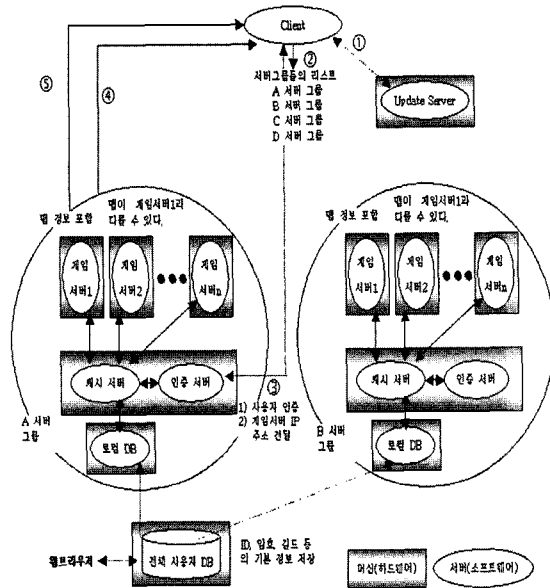 Client
①
②
⑤
④
서버그룹들의 리스트
A 서버 그룹
B 서버 그룹
C 서버 그룹
D 서버 그룹
Update Server
맵 정보 포함
맵이 게임서버1과
다를 수 있다.
게임
서버1
게임
서버2
게임
서버n
캐시 서버
인증 서버
③
1) 사용자 인증
2) 게임서버 IP
주소 전달
A 서버
그룹
로컬 DB
맵 정보 포함
맵이 게임서버1과
다를 수 있다.
게임
서버1
게임
서버2
게임
서버n
캐시 서버
인증 서버
B 서버
그룹
로컬 DB
웹브라우저
전체 사용자 DB
ID, 암호, 길드 등
의 기본 정보 저장
머신(하드웨어)
서버(소프트웨어)